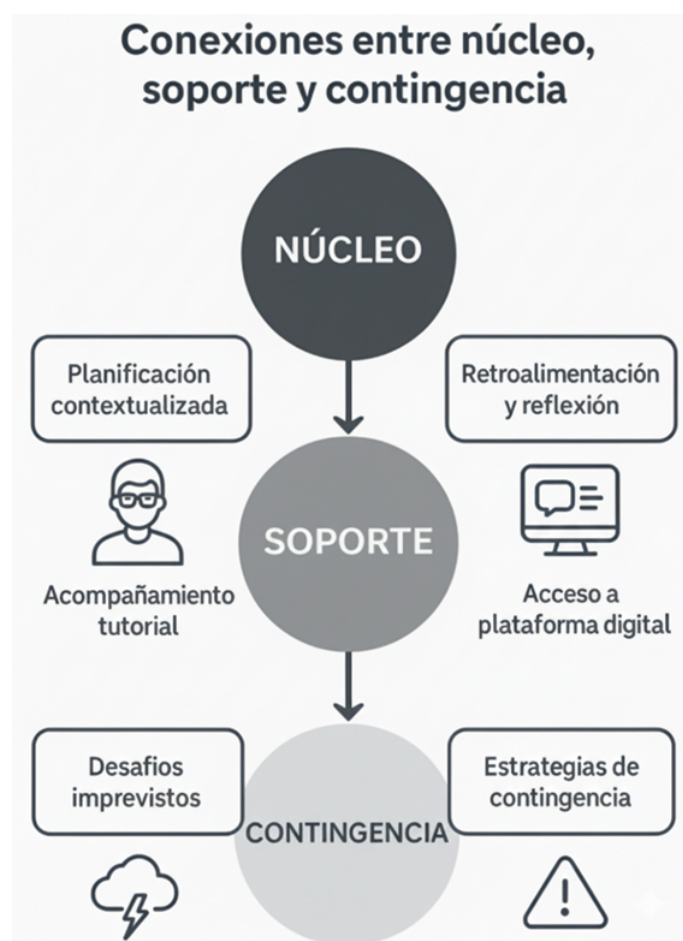 Conexiones entre núcleo,
soporte y contingencia
NÚCLEO
Planificación
contextualizada
Retroalimentación
y reflexión
SOPORTE
Acompañamiento
tutorial
Acceso a
plataforma digital
Desafios
imprevistos
Estrategias de
contingencia
CONTINGENCIA
!